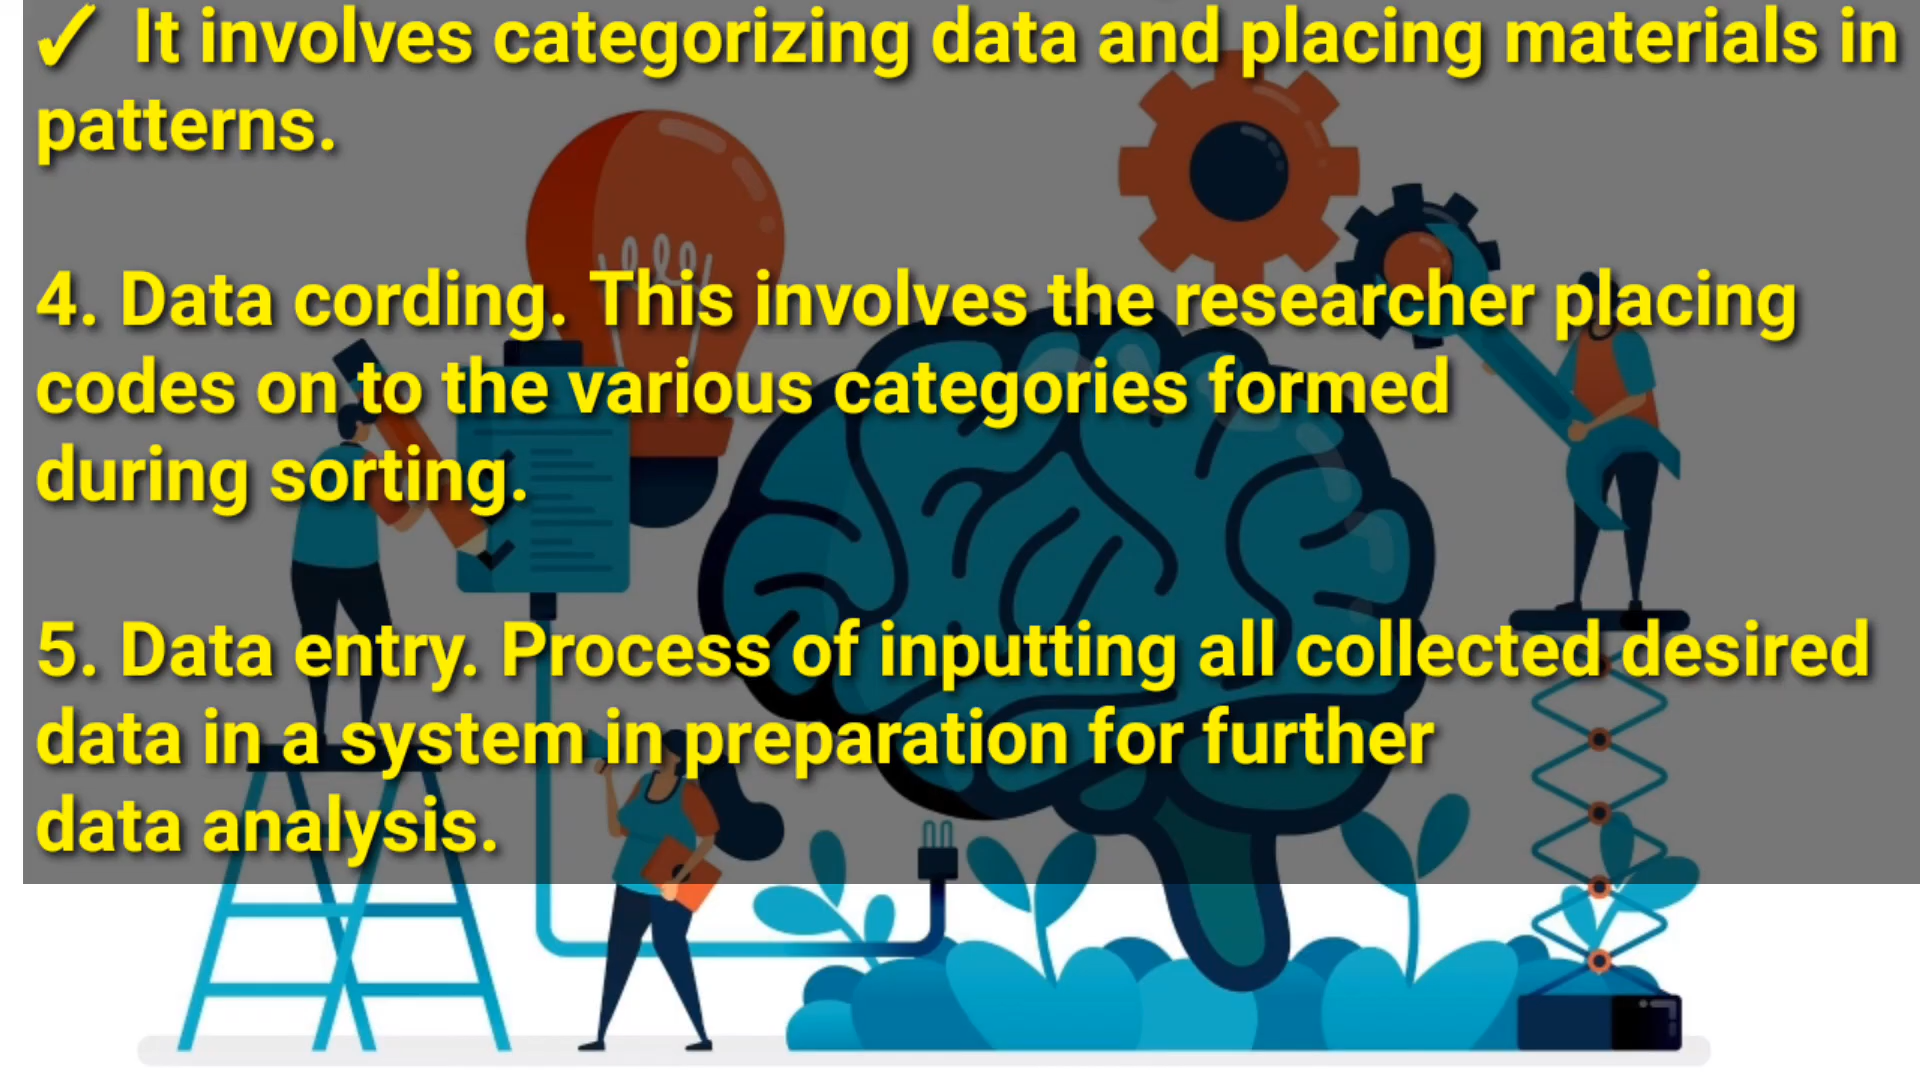 ✓ It involves categorizing data and placing materials in
patterns.
4. Data cording. This involves the researcher placing
codes on to the various categories formed
during sorting.
5. Data entry. Process of inputting all collected desired
data in a system in preparation for further
data analysis.